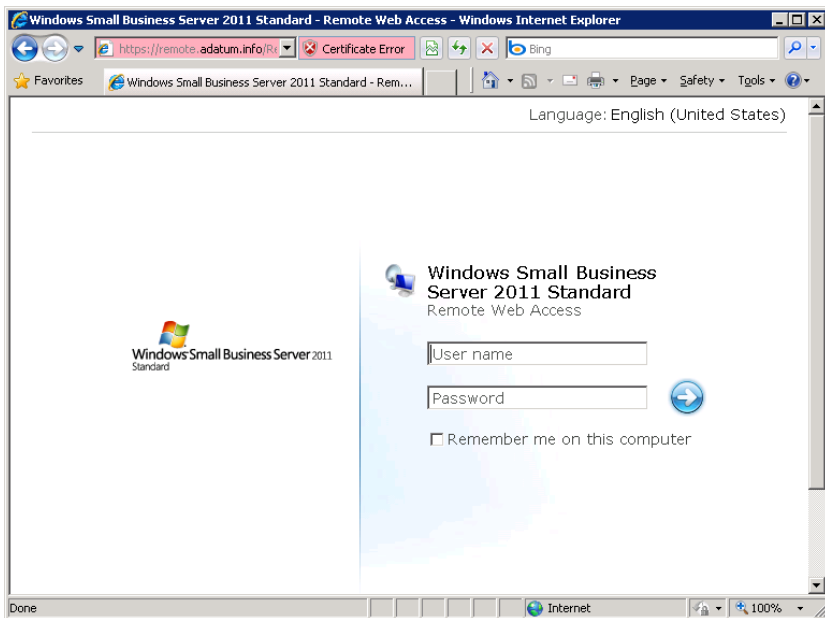 Windows Small Business Server 2011 Standard - Remote Web Access - Windows Internet Explorer
https://remote.adatum.info/Re Certificate Error Bing
Favorites Windows Small Business Server 2011 Standard - Rem... Page Safety Tools
Language: English (United States)
Windows Small Business
Server 2011 Standard
Remote Web Access
User name
Windows Small Business Server 2011
Standard
Password
Remember me on this computer
Done Internet 100%